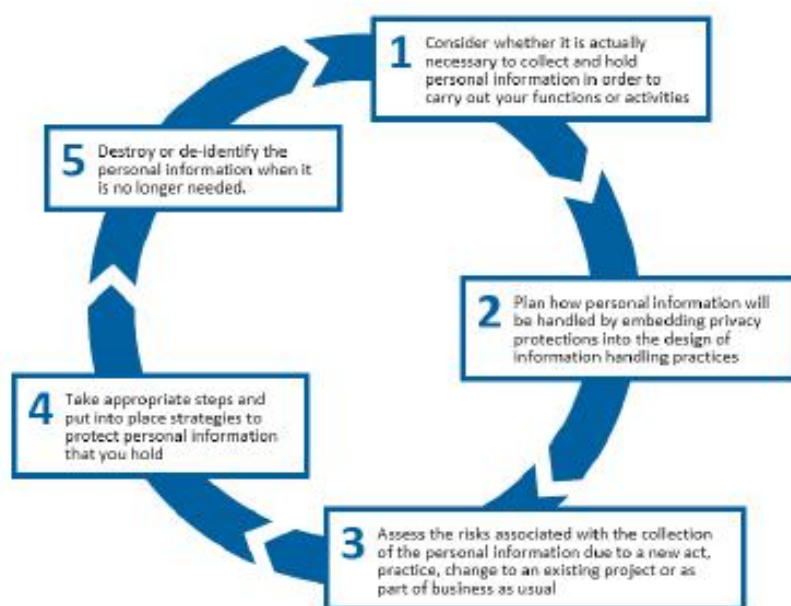 1 Consider whether it is actually
necessary to collect and hold
personal information in order to
carry out your functions or activities
2 Plan how personal information will
be handled by embedding privacy
protections into the design of
information handling practices
3 Assess the risks associated with the collection
of the personal information due to a new act,
practice, change to an existing project or as
part of business as usual
4 Take appropriate steps and
put into place strategies to
protect personal information
that you hold
5 Destroy or de-identify the
personal information when it
is no longer needed.